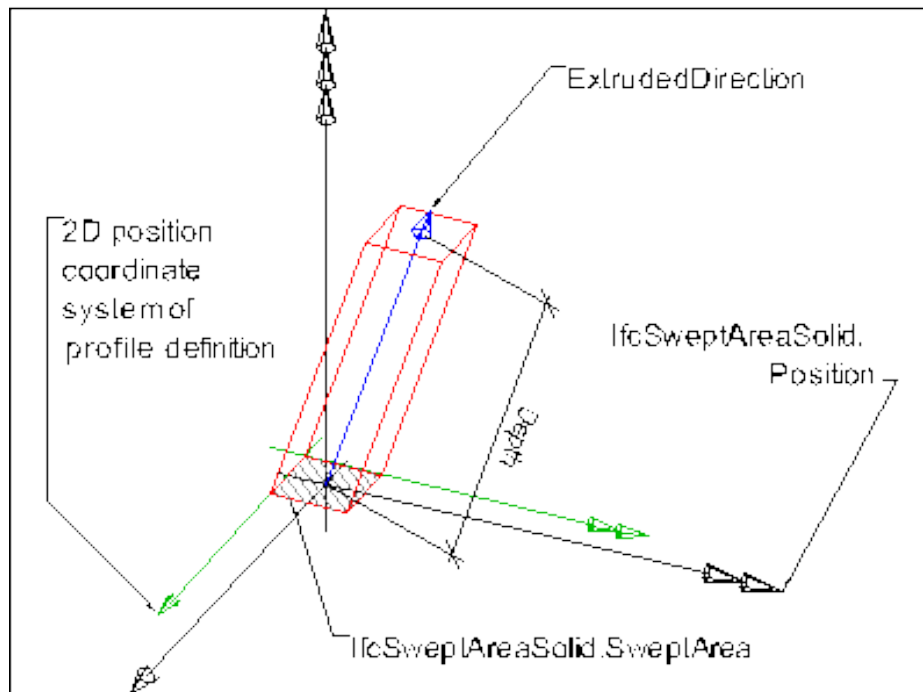 ExtrudedDirection
2D position
coordinate
system of
profile definition
IfcSweptAreaSolid.
Position
Depth
IfcSweptAreaSolid.SweptArea